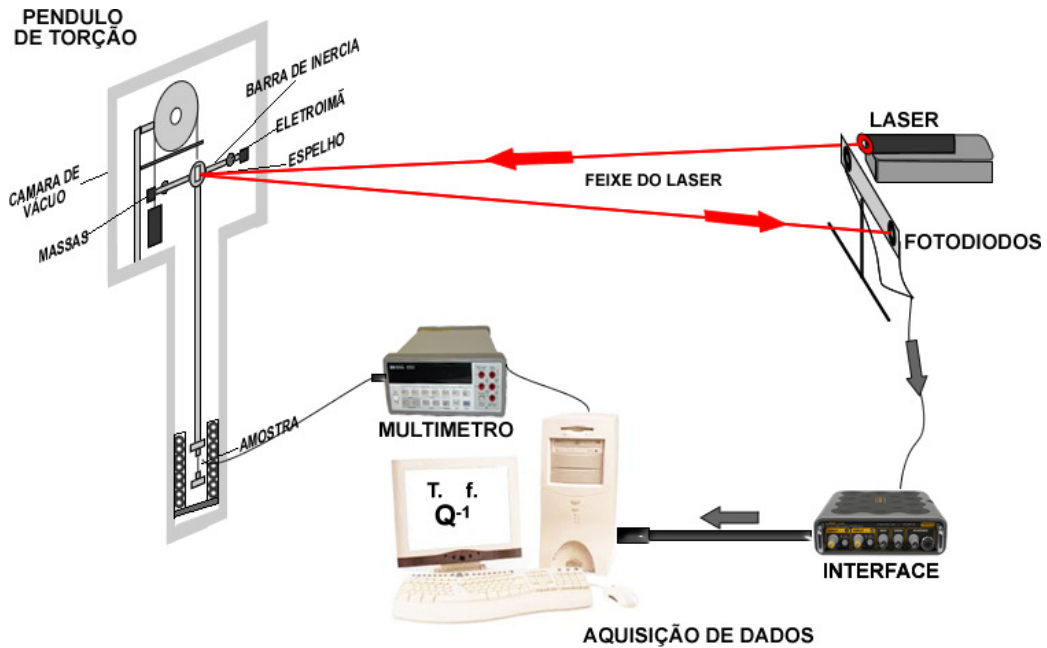 PENDULO
DE TORÇÃO
BARRA DE INERCIA
ELETROIMÃ
ESPELHO
CAMARA DE
VÁCUO
MASSAS
LASER
FEIXE DO LASER
FOTODIODOS
AMOSTRA
MULTIMETRO
T. f.
Q-1
INTERFACE
AQUISIÇÃO DE DADOS